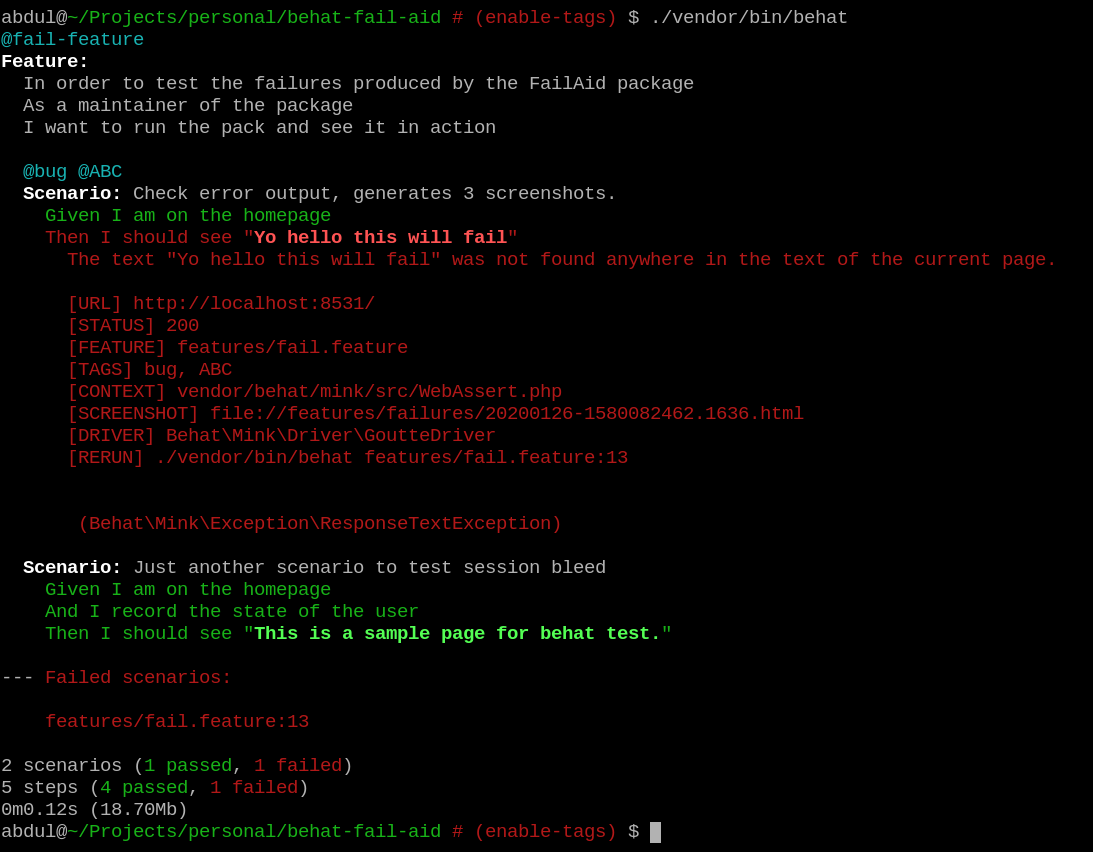 abdul@~/Projects/personal/behat-fail-aid # (enable-tags) $ ./vendor/bin/behat
@fail-feature
Feature:
  In order to test the failures produced by the FailAid package
  As a maintainer of the package
  I want to run the pack and see it in action

  @bug @ABC
  Scenario: Check error output, generates 3 screenshots.
    Given I am on the homepage
    Then I should see "Yo hello this will fail"
      The text "Yo hello this will fail" was not found anywhere in the text of the current page.

      [URL] http://localhost:8531/
      [STATUS] 200
      [FEATURE] features/fail.feature
      [TAGS] bug, ABC
      [CONTEXT] vendor/behat/mink/src/WebAssert.php
      [SCREENSHOT] file://features/failures/20200126-1580082462.1636.html
      [DRIVER] Behat\Mink\Driver\GoutteDriver
      [RERUN] ./vendor/bin/behat features/fail.feature:13


       (Behat\Mink\Exception\ResponseTextException)

  Scenario: Just another scenario to test session bleed
    Given I am on the homepage
    And I record the state of the user
    Then I should see "This is a sample page for behat test."

--- Failed scenarios:

    features/fail.feature:13

2 scenarios (1 passed, 1 failed)
5 steps (4 passed, 1 failed)
0m0.12s (18.70Mb)
abdul@~/Projects/personal/behat-fail-aid # (enable-tags) $